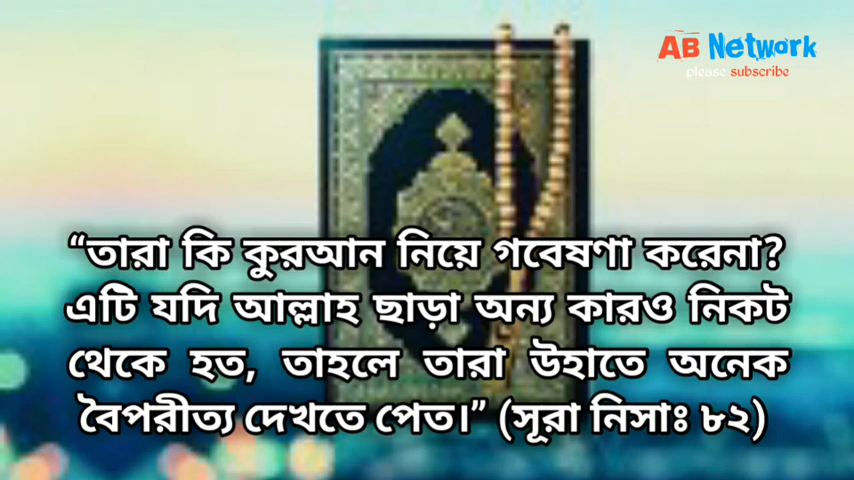 AB Network
please subscribe
“তারা কি কুরআন নিয়ে গবেষণা করেনা?
এটি যদি আল্লাহ ছাড়া অন্য কারও নিকট
থেকে হত, তাহলে তারা উহাতে অনেক
বৈপরীত্য দেখতে পেত।” (সূরা নিসাঃ ৮২)